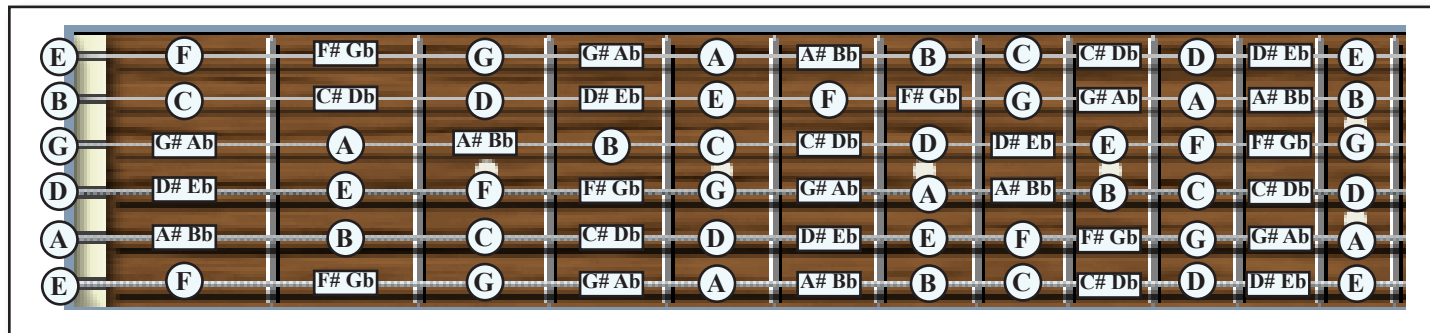 E F F# Gb G G# Ab A A# Bb B C C# Db D D# Eb E
B C C# Db D D# Eb E F F# Gb G G# Ab A A# Bb B
G G# Ab A A# Bb B C C# Db D D# Eb E F F# Gb G
D D# Eb E F F# Gb G G# Ab A A# Bb B C C# Db D
A A# Bb B C C# Db D D# Eb E F F# Gb G G# Ab A
E F F# Gb G G# Ab A A# Bb B C C# Db D D# Eb E